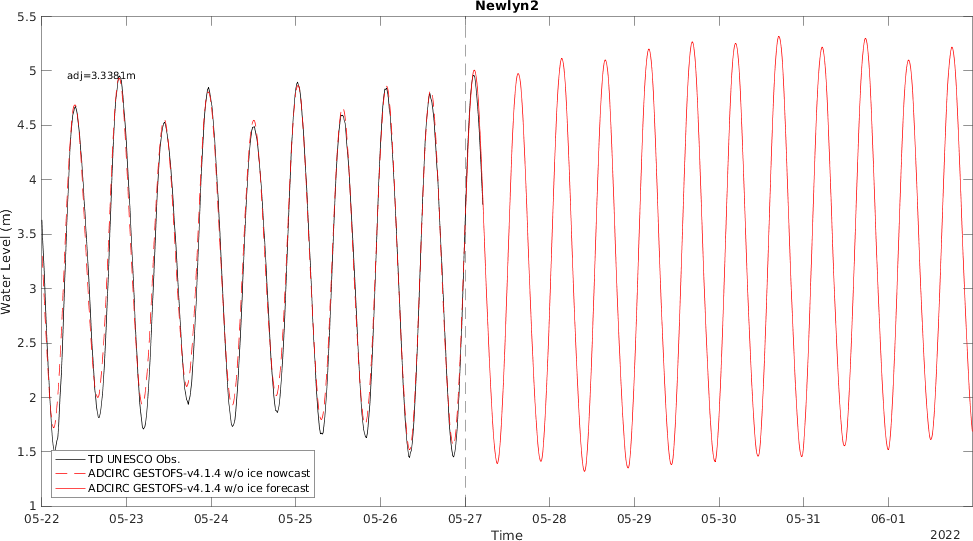 Newlyn2
5.5
5
4.5
4
3.5
3
2.5
2
1.5
1
Water Level (m)
adj=3.3381m
TD UNESCO Obs.
ADCIRC GESTOFS-v4.1.4 w/o ice nowcast
ADCIRC GESTOFS-v4.1.4 w/o ice forecast
05-22 05-23 05-24 05-25 05-26 05-27 05-28 05-29 05-30 05-31 06-01
Time
2022